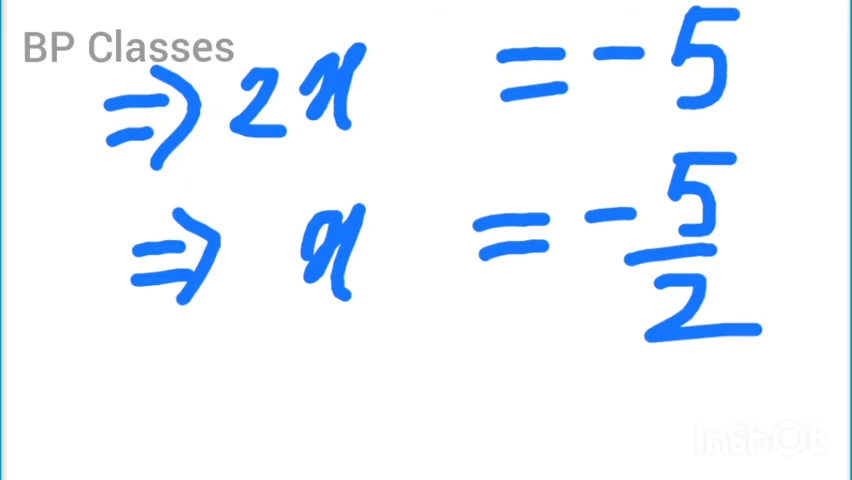 BP Classes
⇒ 2x = -5
⇒ x = -5/2
InShOt